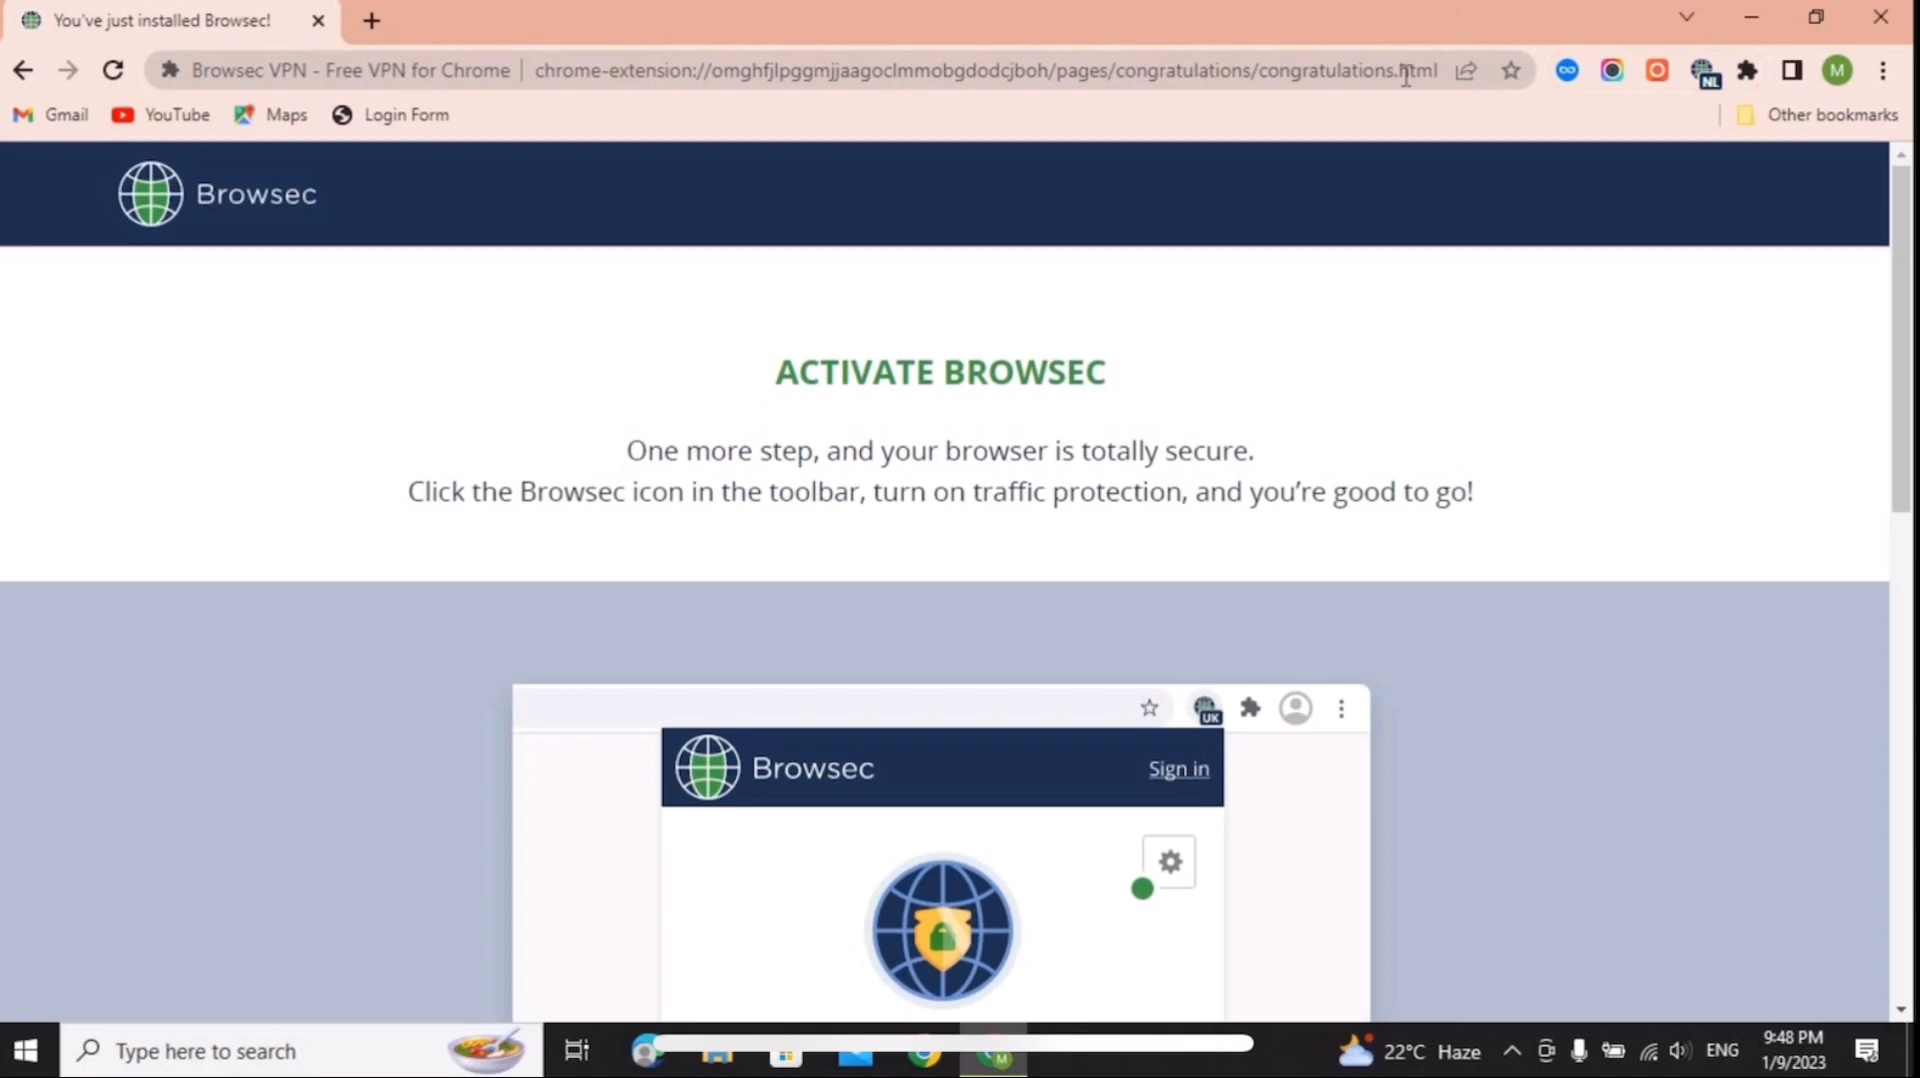 You've just installed Browsec!
Browsec VPN - Free VPN for Chrome | chrome-extension://omghfjlpggmjjaagoclmmobgdodcjboh/pages/congratulations/congratulations.html
NL
M
Gmail YouTube Maps Login Form Other bookmarks
Browsec
ACTIVATE BROWSEC
One more step, and your browser is totally secure.
Click the Browsec icon in the toolbar, turn on traffic protection, and you’re good to go!
UK
Browsec Sign in
Type here to search
M
22°C Haze
ENG
9:48 PM
1/9/2023